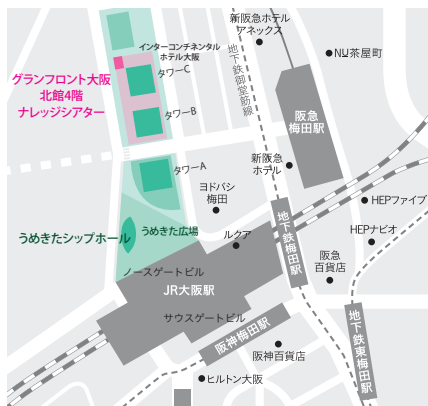 新阪急ホテル
アネックス
インターコンチネンタル
ホテル大阪
NU茶屋町
タワーC
グランフロント大阪
北館4階
ナレッジシアター
地下鉄御堂筋線
タワーB
阪急
梅田駅
タワーA
新阪急
ホテル
ヨドバシ
梅田
HEPファイブ
うめきた広場
うめきたシップホール
ルクア
地下鉄梅田駅
HEPナビオ
ノースゲートビル
阪急
百貨店
JR大阪駅
サウスゲートビル
阪神梅田駅
地下鉄東梅田駅
阪神百貨店
ヒルトン大阪